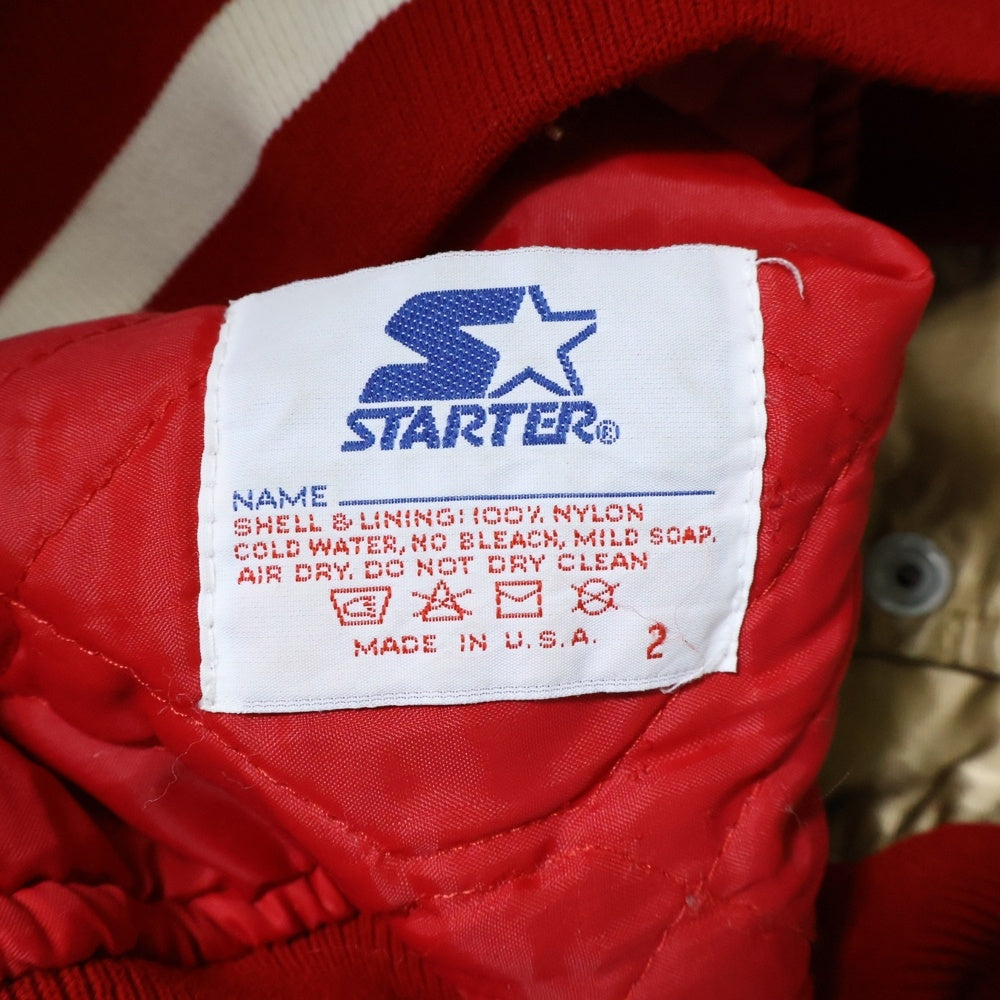 STARTER®
NAME
SHELL & LINING: 100% NYLON
COLD WATER, NO BLEACH, MILD SOAP.
AIR DRY. DO NOT DRY CLEAN
MADE IN U.S.A. 2